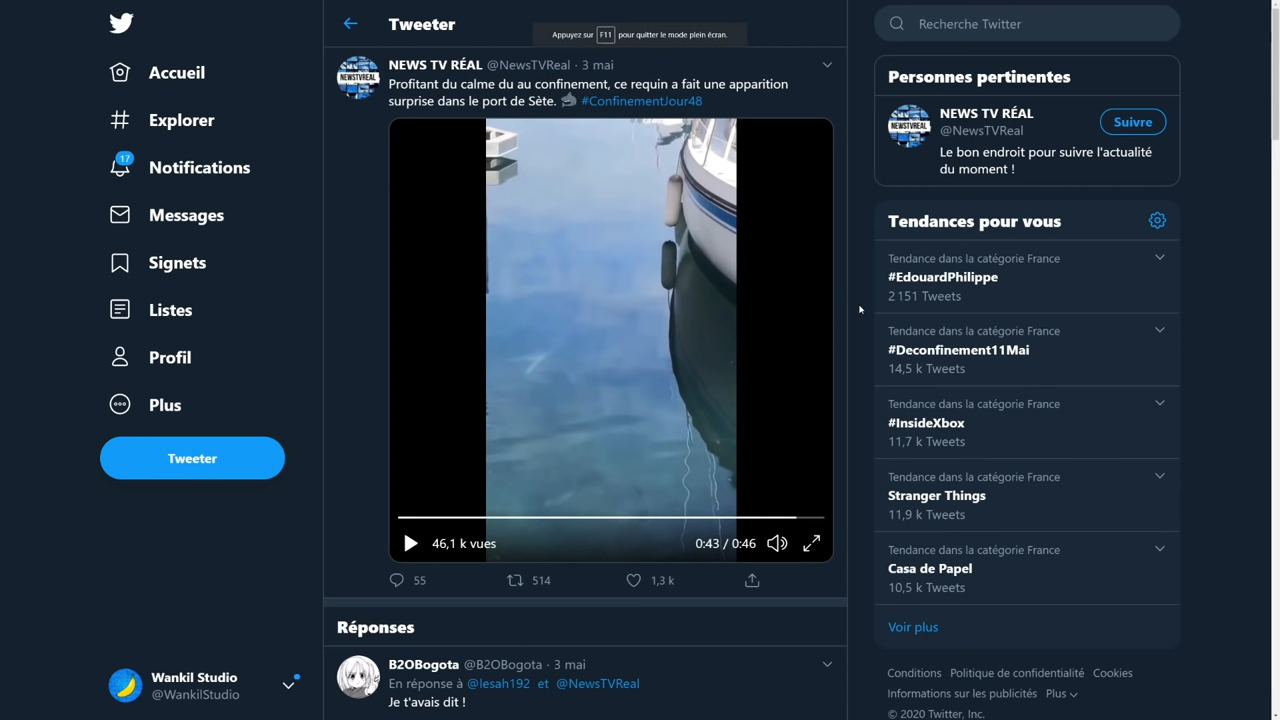 Accueil
Explorer
17
Notifications
Messages
Signets
Listes
Profil
Plus
Tweeter
Wankil Studio
@WankilStudio
Tweeter
Appuyez sur F11 pour quitter le mode plein écran.
NEWSTVREAL
NEWS TV RÉAL @NewsTVReal · 3 mai
Profitant du calme du au confinement, ce requin a fait une apparition
surprise dans le port de Sète. #ConfinementJour48
46,1 k vues
0:43 / 0:46
55
514
1,3 k
Réponses
B2OBogota @B2OBogota · 3 mai
En réponse à @lesah192 et @NewsTVReal
Je t'avais dit !
Recherche Twitter
Personnes pertinentes
NEWSTVREAL
NEWS TV RÉAL
@NewsTVReal
Suivre
Le bon endroit pour suivre l'actualité
du moment !
Tendances pour vous
Tendance dans la catégorie France
#EdouardPhilippe
2 151 Tweets
Tendance dans la catégorie France
#Deconfinement11Mai
14,5 k Tweets
Tendance dans la catégorie France
#InsideXbox
11,7 k Tweets
Tendance dans la catégorie France
Stranger Things
11,9 k Tweets
Tendance dans la catégorie France
Casa de Papel
10,5 k Tweets
Voir plus
Conditions Politique de confidentialité Cookies
Informations sur les publicités Plus
© 2020 Twitter, Inc.